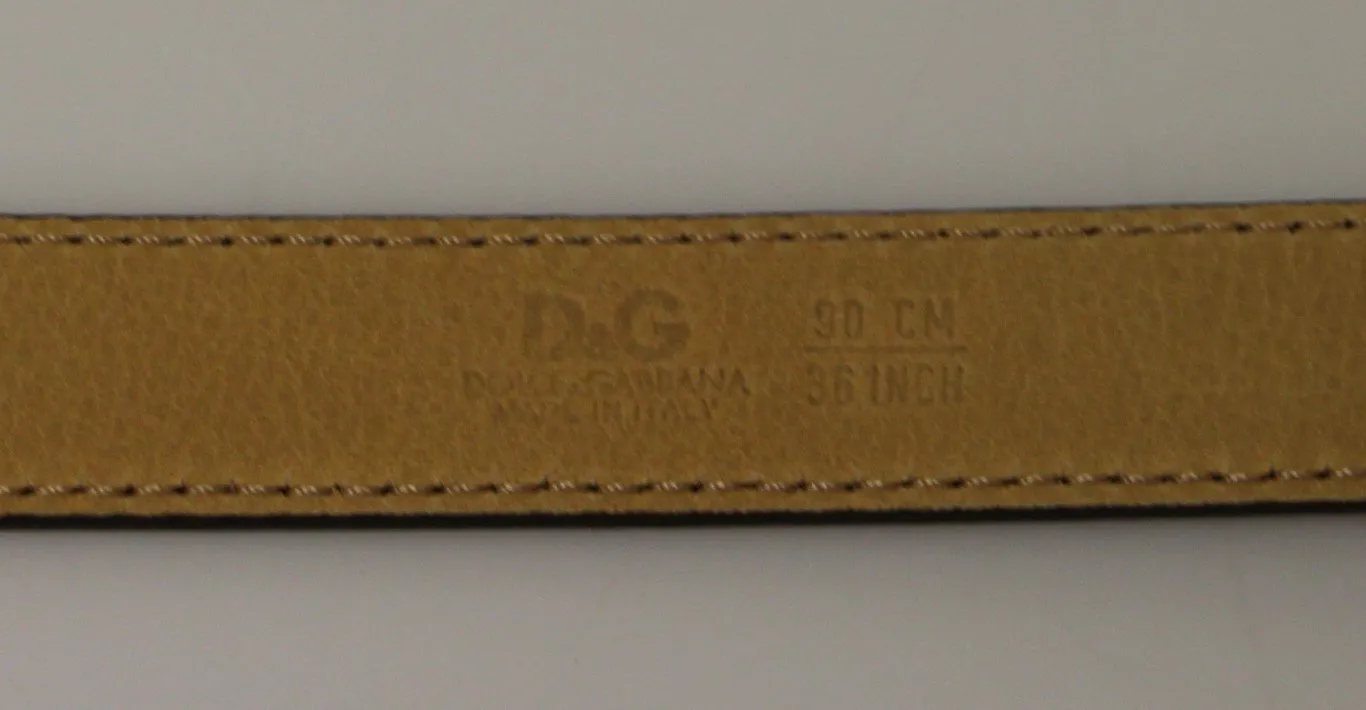 D&G
DOLCE & GABBANA
MADE IN ITALY
90 CM
36 INCH